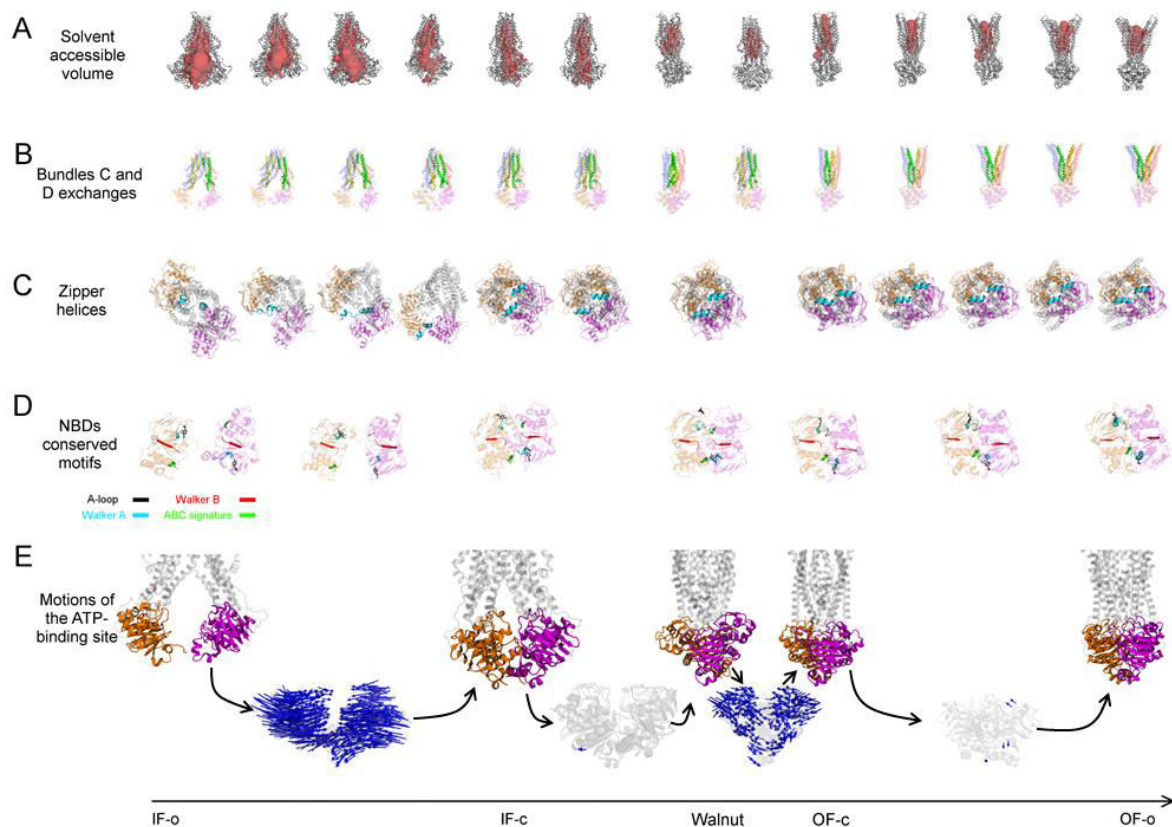 A
Solvent
accessible
volume
B
Bundles C and
D exchanges
C
Zipper
helices
D
NBDs
conserved
motifs
A-loop
Walker B
Walker A
ABC signature
E
Motions of
the ATP-
binding site
IF-o
IF-c
Walnut
OF-c
OF-o